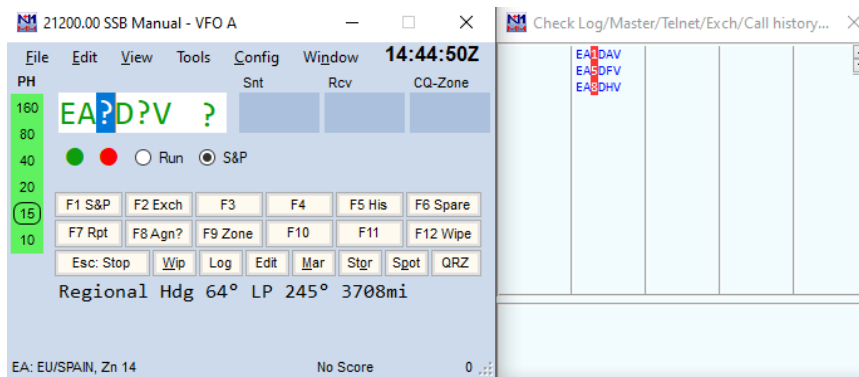 21200.00 SSB Manual - VFO A
File Edit View Tools Config Window 14:44:50Z
PH Snt Rcv CQ-Zone
160
80
40
20
15
10
EA?D?V ?
Run S&P
F1 S&P F2 Exch F3 F4 F5 His F6 Spare
F7 Rpt F8 Agn? F9 Zone F10 F11 F12 Wipe
Esc: Stop Wip Log Edit Mar Stor Spot QRZ
Regional Hdg 64° LP 245° 3708mi
EA: EU/SPAIN, Zn 14 No Score 0
Check Log/Master/Telnet/Exch/Call history...
EA1DAV
EA5DFV
EA8DHV